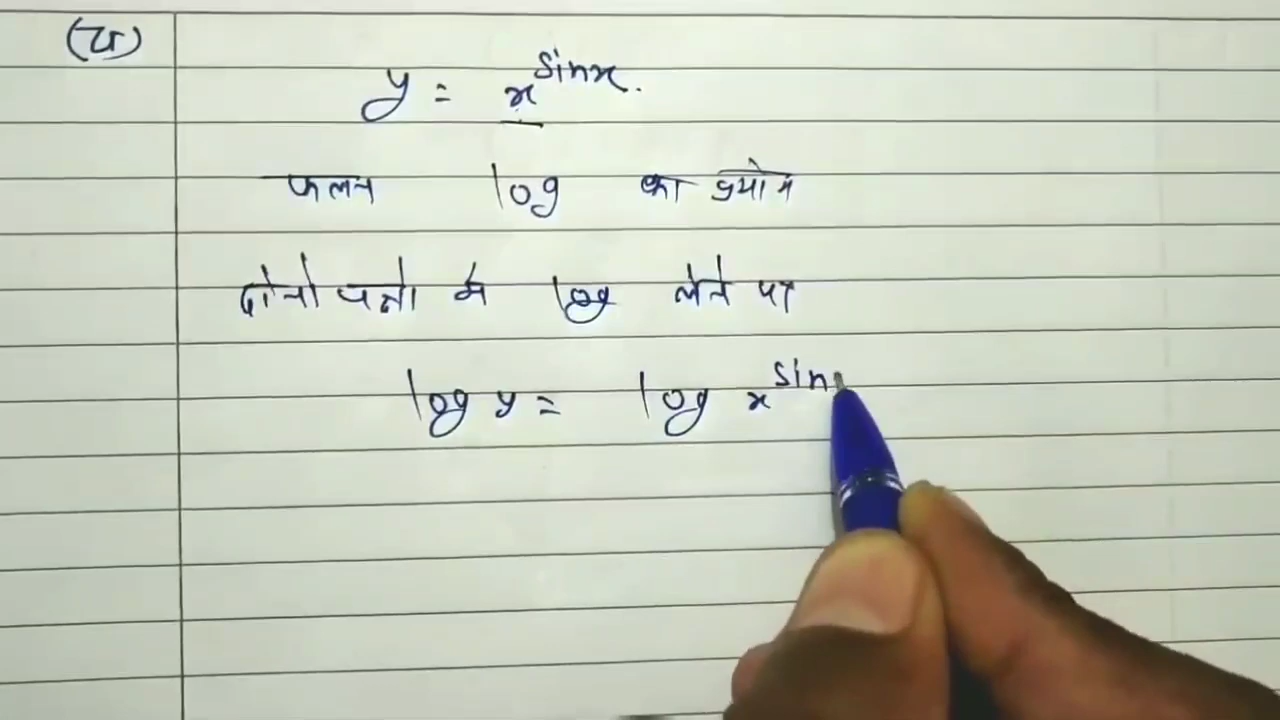 (य)
y = x^sinx.
फलन log का प्रयोग
दोनो पक्षो मे log लेने पर
log y = log x^sin